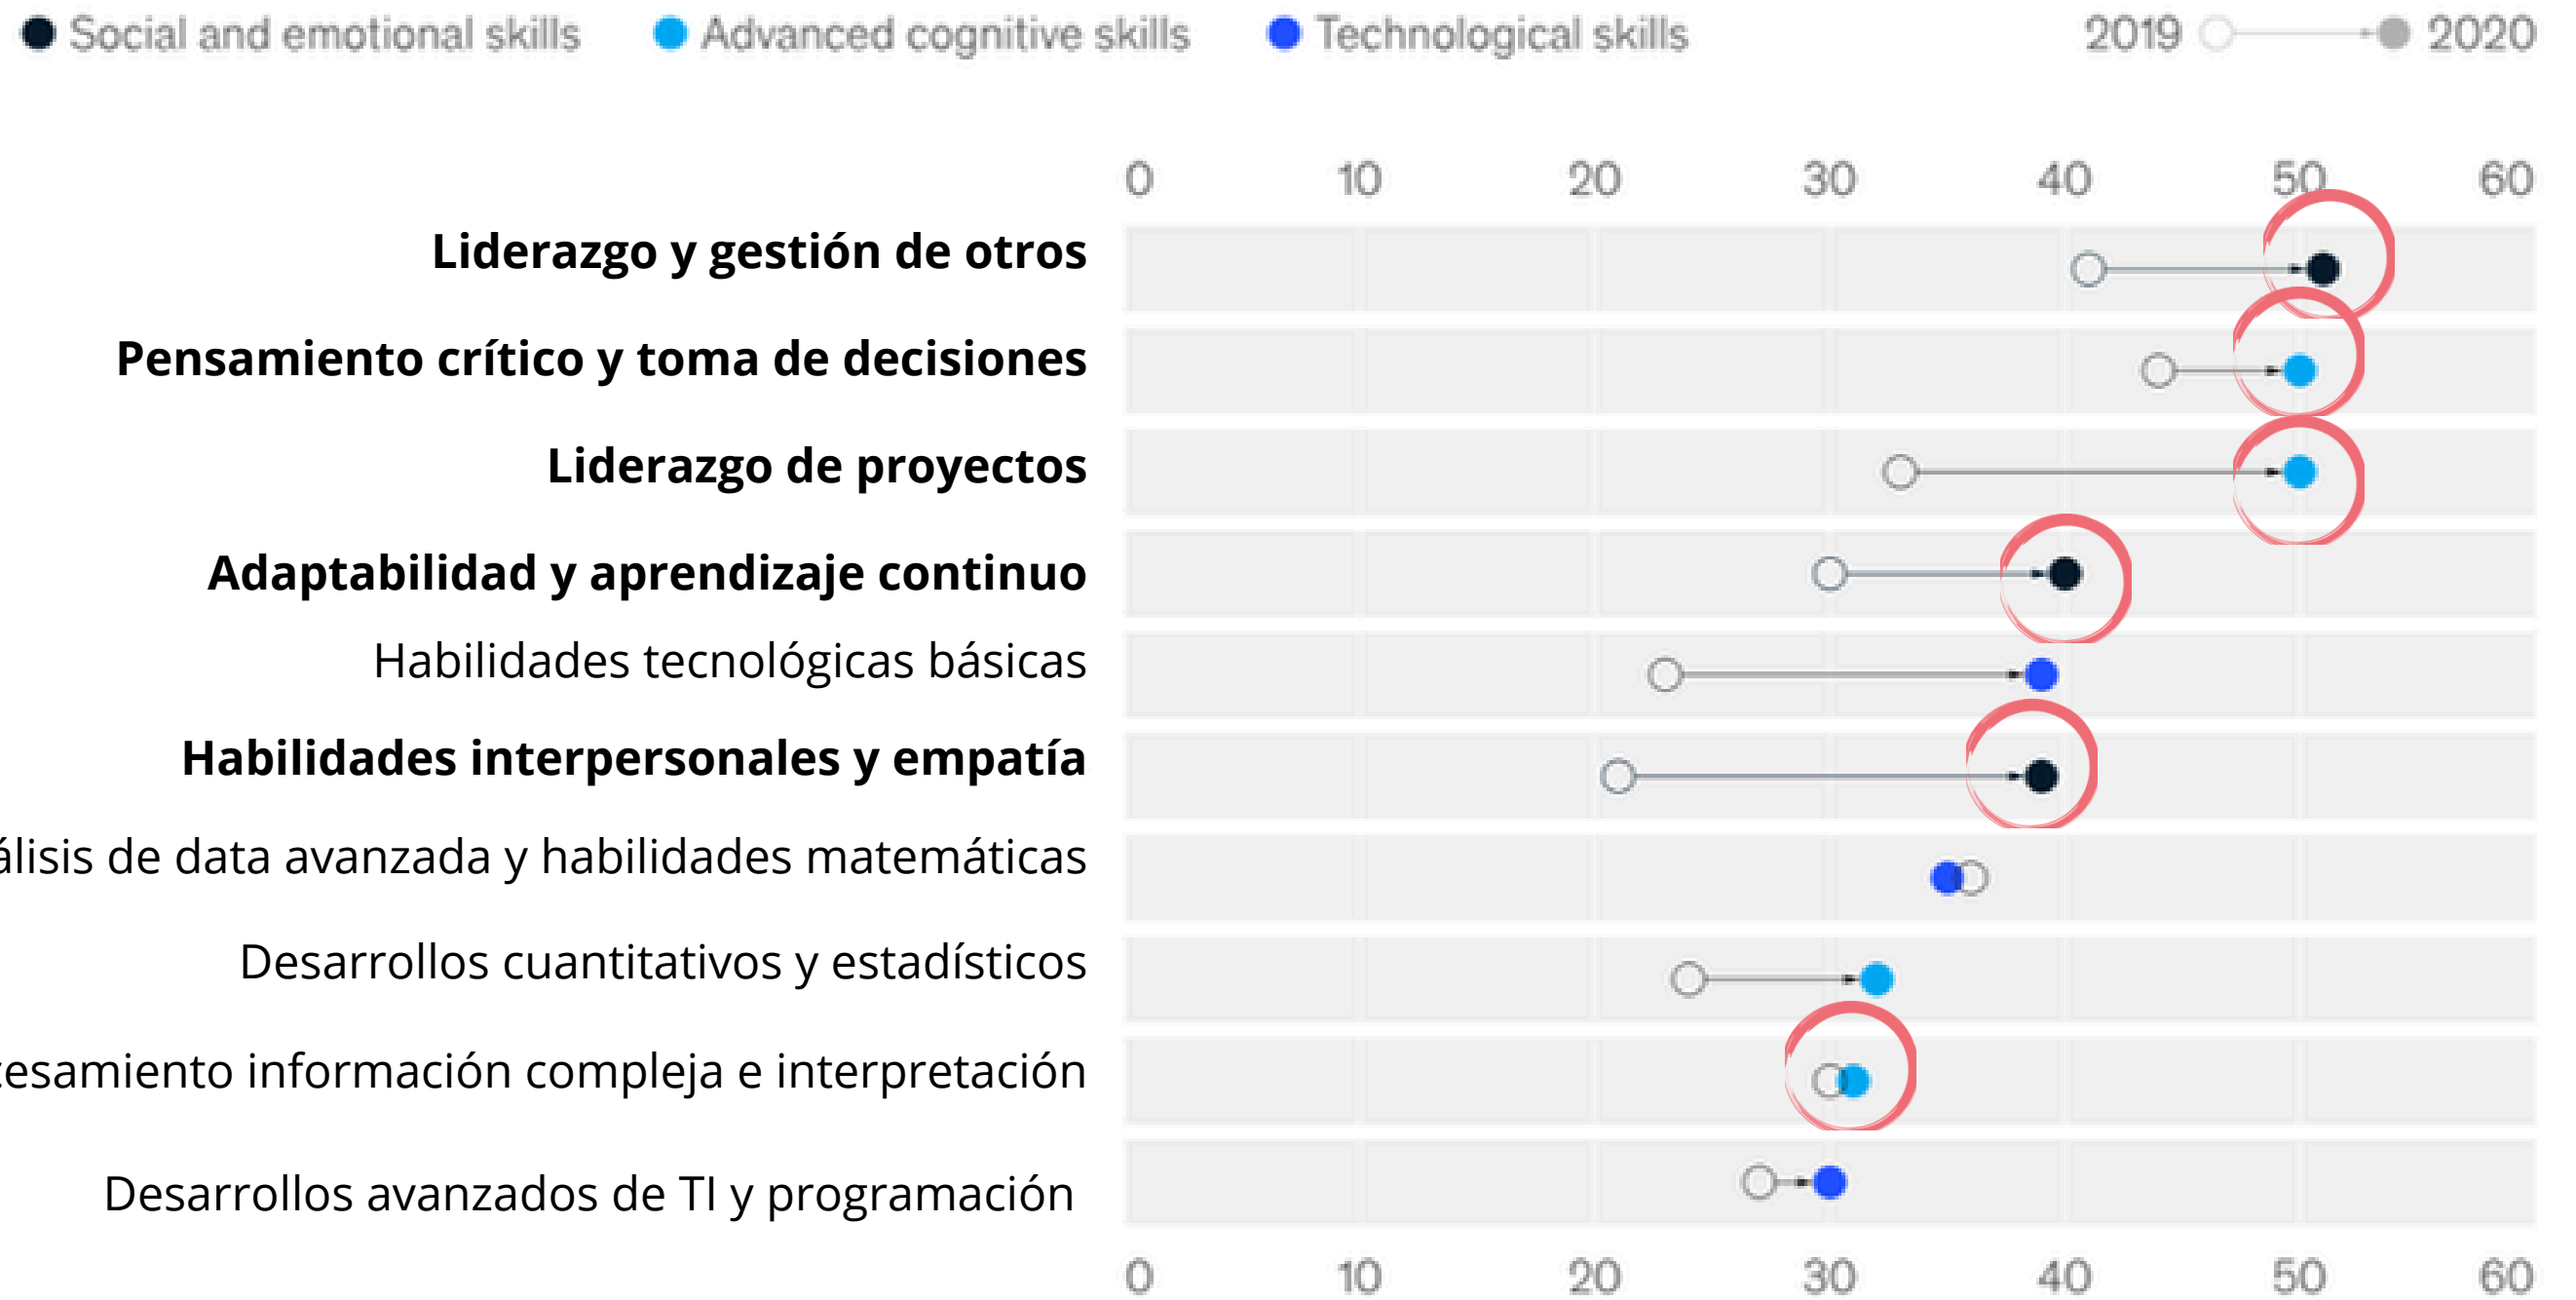 Social and emotional skills Advanced cognitive skills Technological skills 2019 2020
0 10 20 30 40 50 60
Liderazgo y gestión de otros
Pensamiento crítico y toma de decisiones
Liderazgo de proyectos
Adaptabilidad y aprendizaje continuo
Habilidades tecnológicas básicas
Habilidades interpersonales y empatía
álisis de data avanzada y habilidades matemáticas
Desarrollos cuantitativos y estadísticos
esamiento información compleja e interpretación
Desarrollos avanzados de TI y programación
0 10 20 30 40 50 60